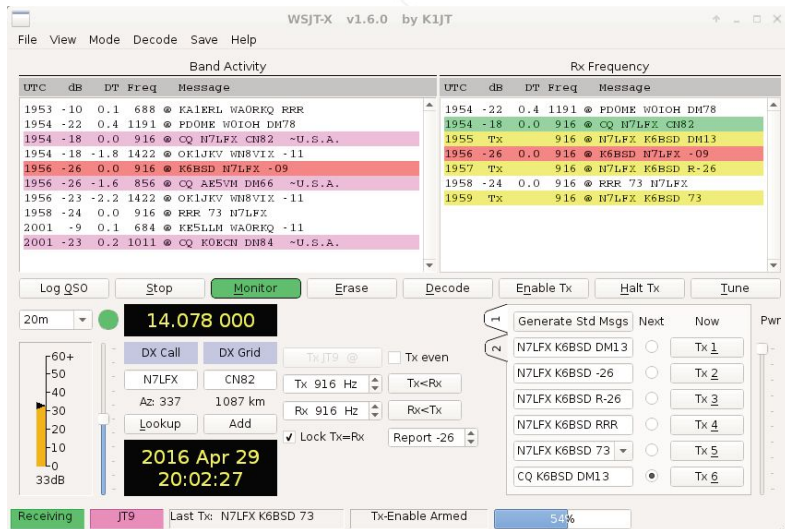 WSJT-X v1.6.0 by K1JT
File View Mode Decode Save Help
Band Activity
UTC dB DT Freq Message
1953 -10 0.1 688 @ KA1ERL WA0RKQ RRR
1954 -22 0.4 1191 @ PD0ME W0IOH DM78
1954 -18 0.0 916 @ CQ N7LFX CN82 ~U.S.A.
1954 -18 -1.8 1422 @ OK1JKV WN8VIX -11
1956 -26 0.0 916 @ K6BSD N7LFX -09
1956 -26 -1.6 856 @ CQ AE5VM DM66 ~U.S.A.
1956 -23 -2.2 1422 @ OK1JKV WN8VIX -11
1958 -24 0.0 916 @ RRR 73 N7LFX
2001 -9 0.1 684 @ KE5LLM WA0RKQ -11
2001 -23 0.2 1011 @ CQ K0ECN DN84 ~U.S.A.
Rx Frequency
UTC dB DT Freq Message
1954 -22 0.4 1191 @ PD0ME W0IOH DM78
1954 -18 0.0 916 @ CQ N7LFX CN82
1955 Tx 916 @ N7LFX K6BSD DM13
1956 -26 0.0 916 @ K6BSD N7LFX -09
1957 Tx 916 @ N7LFX K6BSD R-26
1958 -24 0.0 916 @ RRR 73 N7LFX
1959 Tx 916 @ N7LFX K6BSD 73
Log QSO Stop Monitor Erase Decode Enable Tx Halt Tx Tune
20m
14.078 000
60+
50
40
30
20
10
0
33dB
DX Call DX Grid
N7LFX CN82
Az: 337 1087 km
Lookup Add
2016 Apr 29
20:02:27
Tx JT9 @ Tx even
Tx 916 Hz Tx<Rx
Rx 916 Hz Rx<Tx
Lock Tx=Rx Report -26
1
2
Generate Std Msgs Next Now Pwr
N7LFX K6BSD DM13 Tx 1
N7LFX K6BSD -26 Tx 2
N7LFX K6BSD R-26 Tx 3
N7LFX K6BSD RRR Tx 4
N7LFX K6BSD 73 Tx 5
CQ K6BSD DM13 Tx 6
Receiving JT9 Last Tx: N7LFX K6BSD 73 Tx-Enable Armed 54%